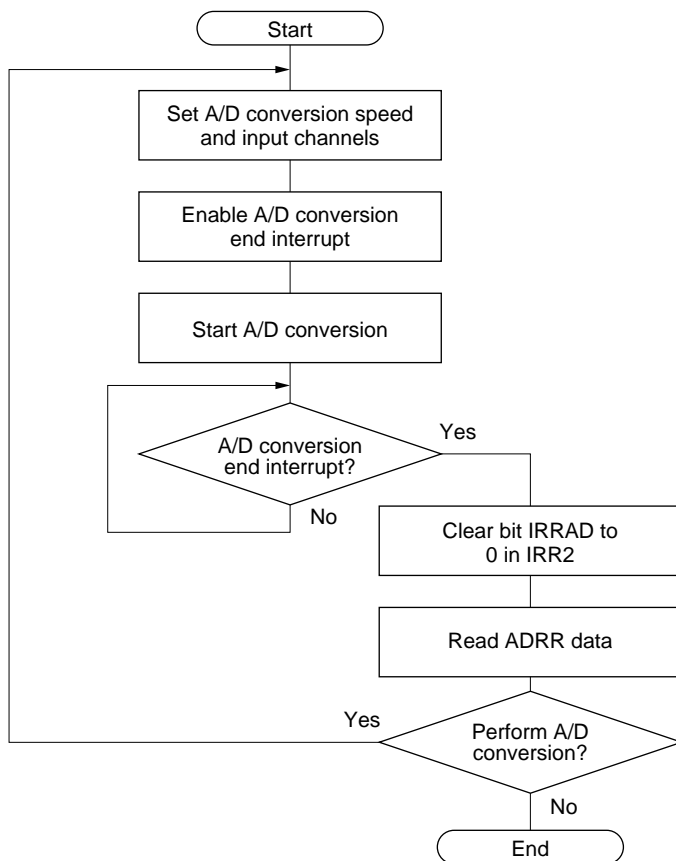 Start
Set A/D conversion speed
and input channels
Enable A/D conversion
end interrupt
Start A/D conversion
A/D conversion
end interrupt?
Yes
No
Clear bit IRRAD to
0 in IRR2
Read ADRR data
Yes
Perform A/D
conversion?
No
End